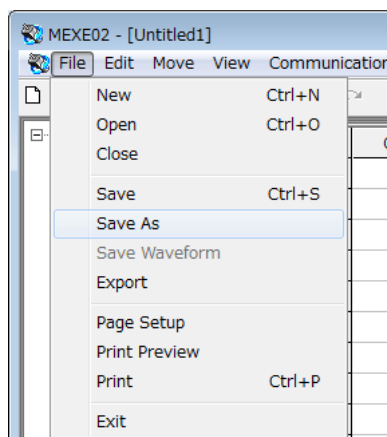 MEXE02 - [Untitled1]
File Edit Move View Communication
New Ctrl+N
Open Ctrl+O
Close
Save Ctrl+S
Save As
Save Waveform
Export
Page Setup
Print Preview
Print Ctrl+P
Exit